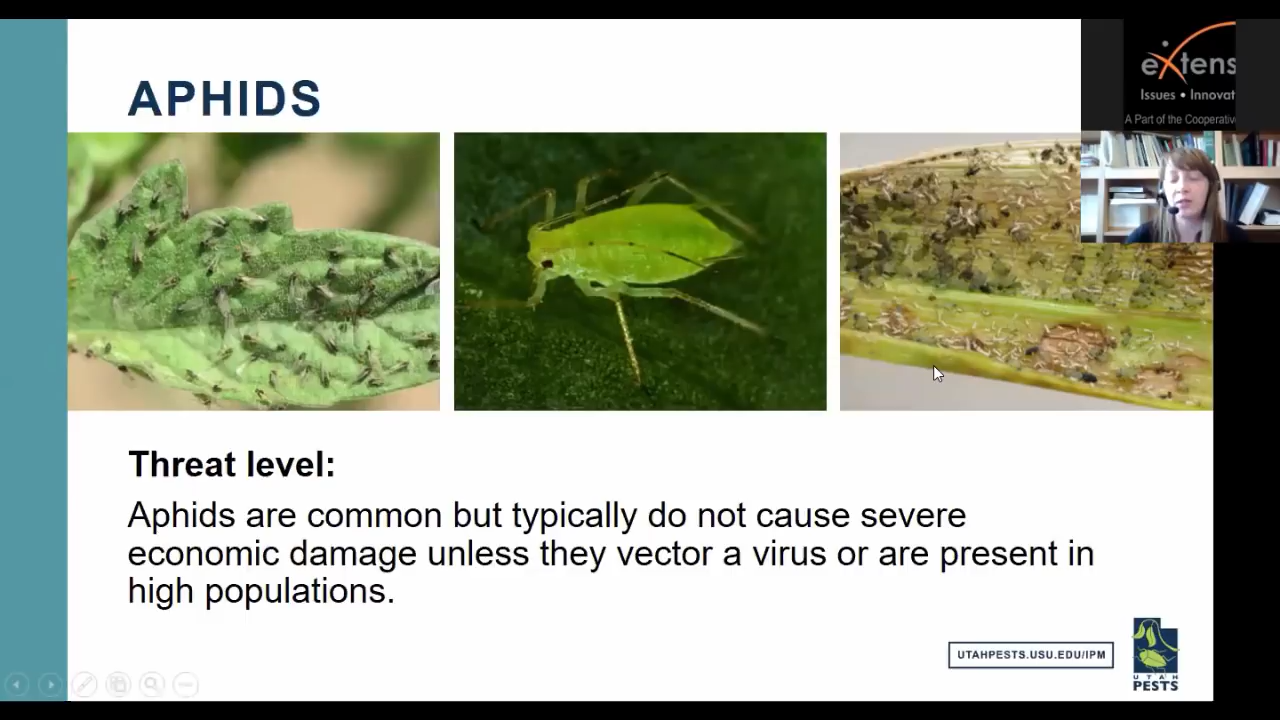 APHIDS
eXtens
Issues • Innovat
A Part of the Cooperativ
Threat level:
Aphids are common but typically do not cause severe
economic damage unless they vector a virus or are present in
high populations.
UTAHPESTS.USU.EDU/IPM
UTAH
PESTS